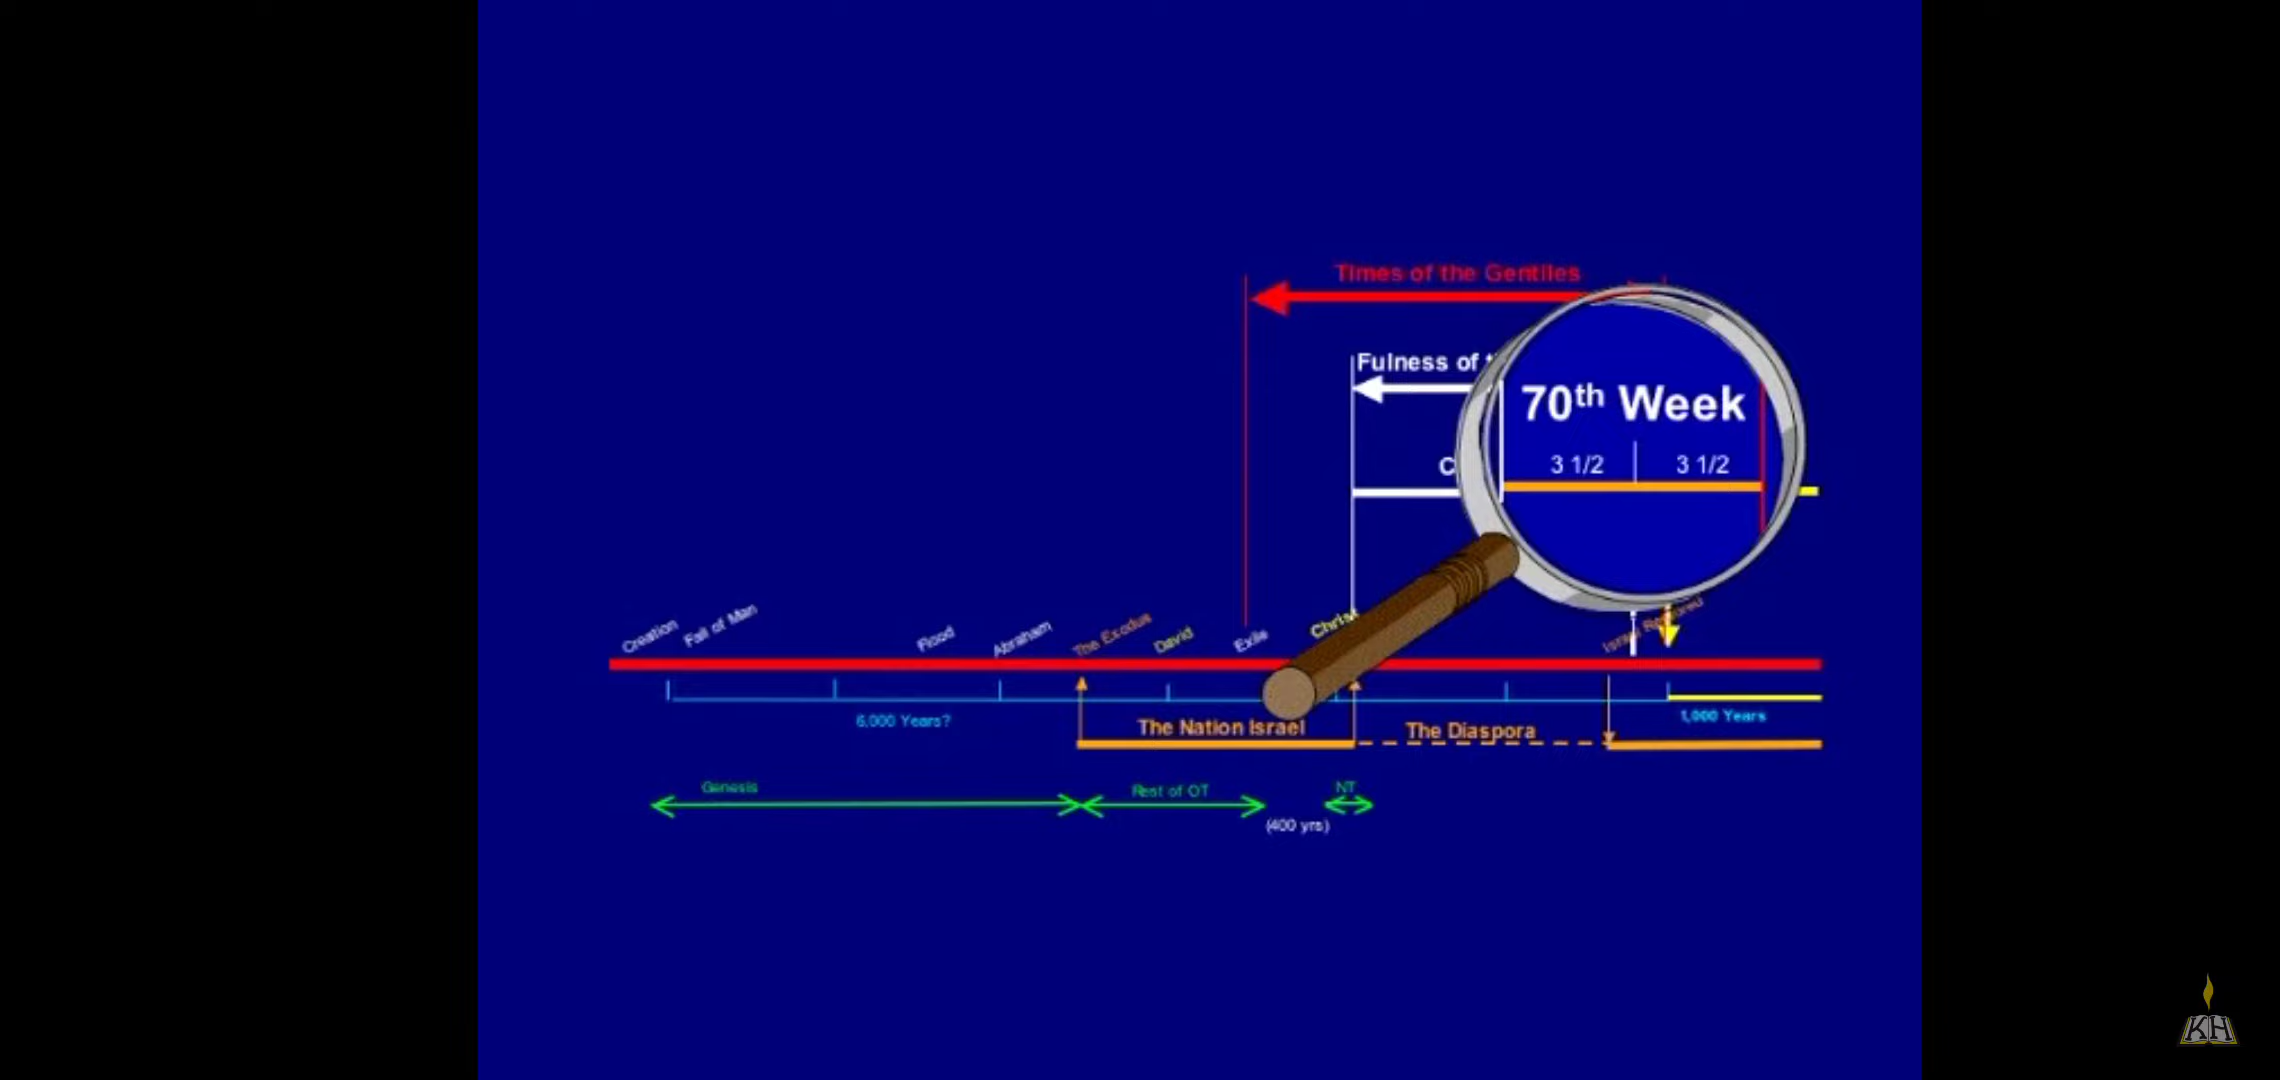 Times of the Gentiles
Fulness of
70th Week
3 1/2 3 1/2
Creation Fall of Man Flood Abraham The Exodus David Exile Christ Israel
6,000 Years? 1,000 Years
The Nation Israel The Diaspora
Genesis Rest of OT NT
(400 yrs)
KH